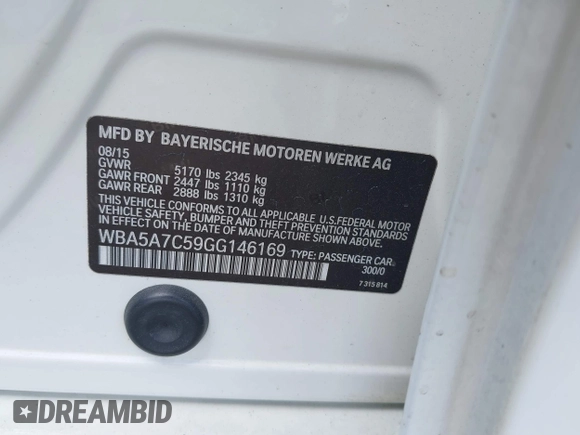 MFD BY BAYERISCHE MOTOREN WERKE AG
08/15
GVWR 5170 lbs 2345 kg
GAWR FRONT 2447 lbs 1110 kg
GAWR REAR 2888 lbs 1310 kg
THIS VEHICLE CONFORMS TO ALL APPLICABLE U.S.FEDERAL MOTOR
VEHICLE SAFETY, BUMPER, AND THEFT PREVENTION STANDARDS
IN EFFECT ON THE DATE OF MANUFACTURE SHOWN ABOVE.
WBA5A7C59GG146169 TYPE: PASSENGER CAR
300/0
7 315 814
DREAMBID